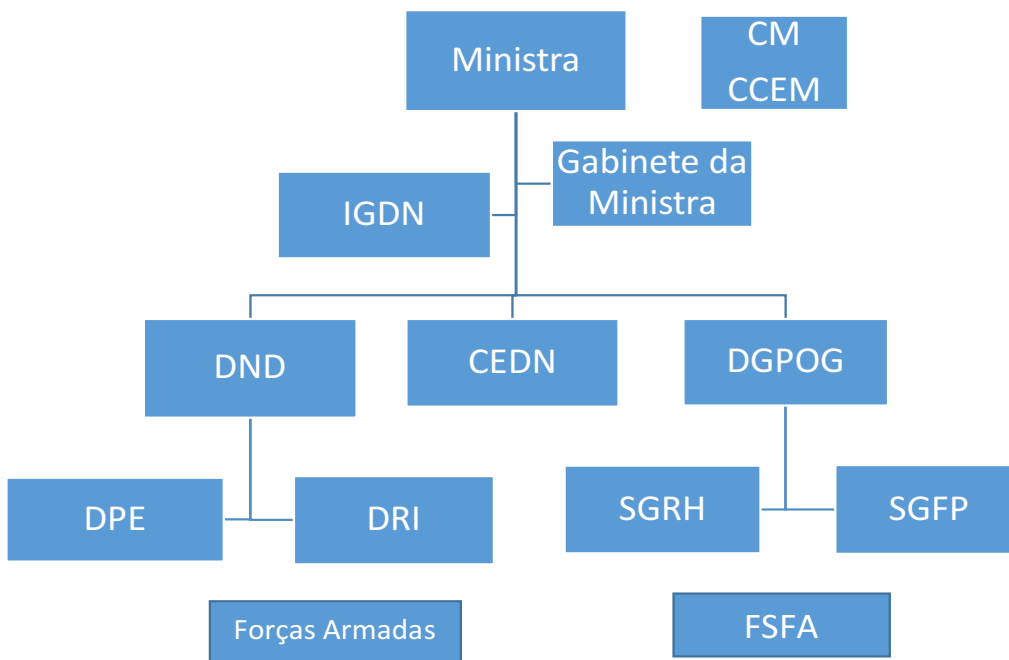 Ministra
CM
CCEM
Gabinete da
Ministra
IGDN
DND
CEDN
DGPOG
DPE
DRI
SGRH
SGFP
Forças Armadas
FSFA